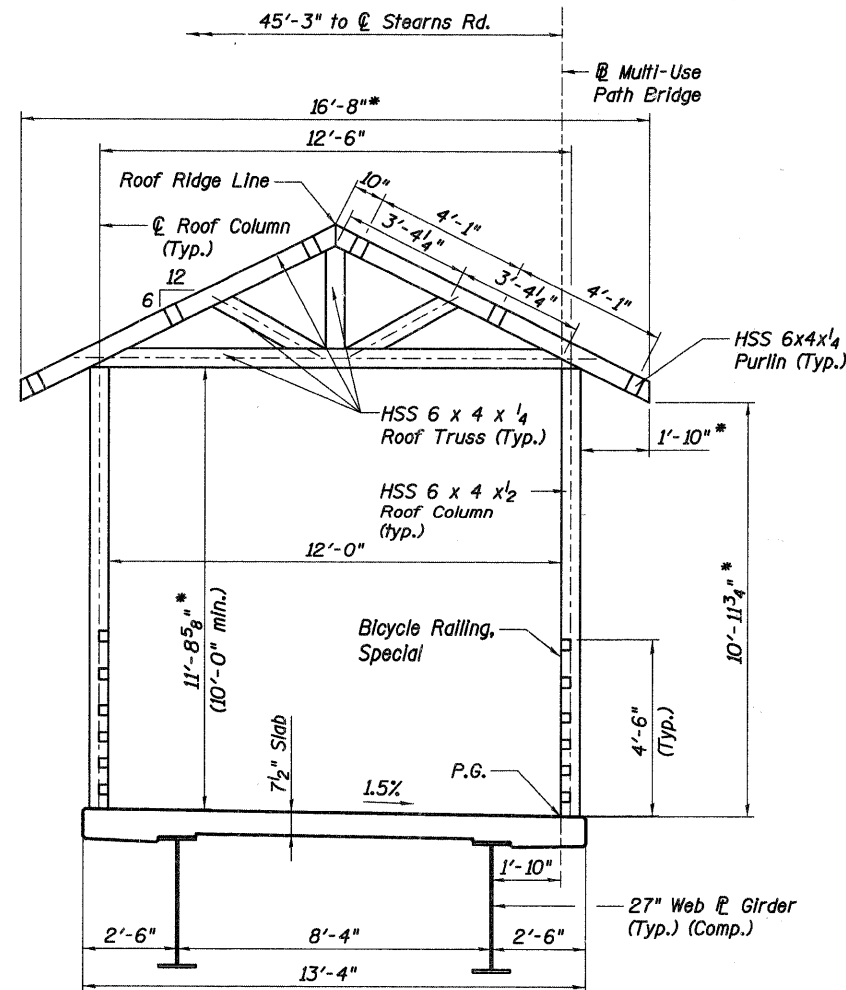 45'-3" to ℄ Stearns Rd.
⅊ Multi-Use
Path Bridge
16'-8"*
12'-6"
Roof Ridge Line
10"
4'-1"
3'-4¼"
℄ Roof Column
(Typ.)
12
6
3'-4¼"
4'-1"
HSS 6x4x¼
Purlin (Typ.)
HSS 6 x 4 x ¼
Roof Truss (Typ.)
1'-10"*
HSS 6 x 4 x½
Roof Column
(typ.)
12'-0"
11'-8⅝"*
(10'-0" min.)
Bicycle Railing,
Special
10'-11¾"*
4'-6"
(Typ.)
7½" Slab
1.5%
P.G.
1'-10"
27" Web ⅊ Girder
(Typ.) (Comp.)
2'-6"
8'-4"
2'-6"
13'-4"